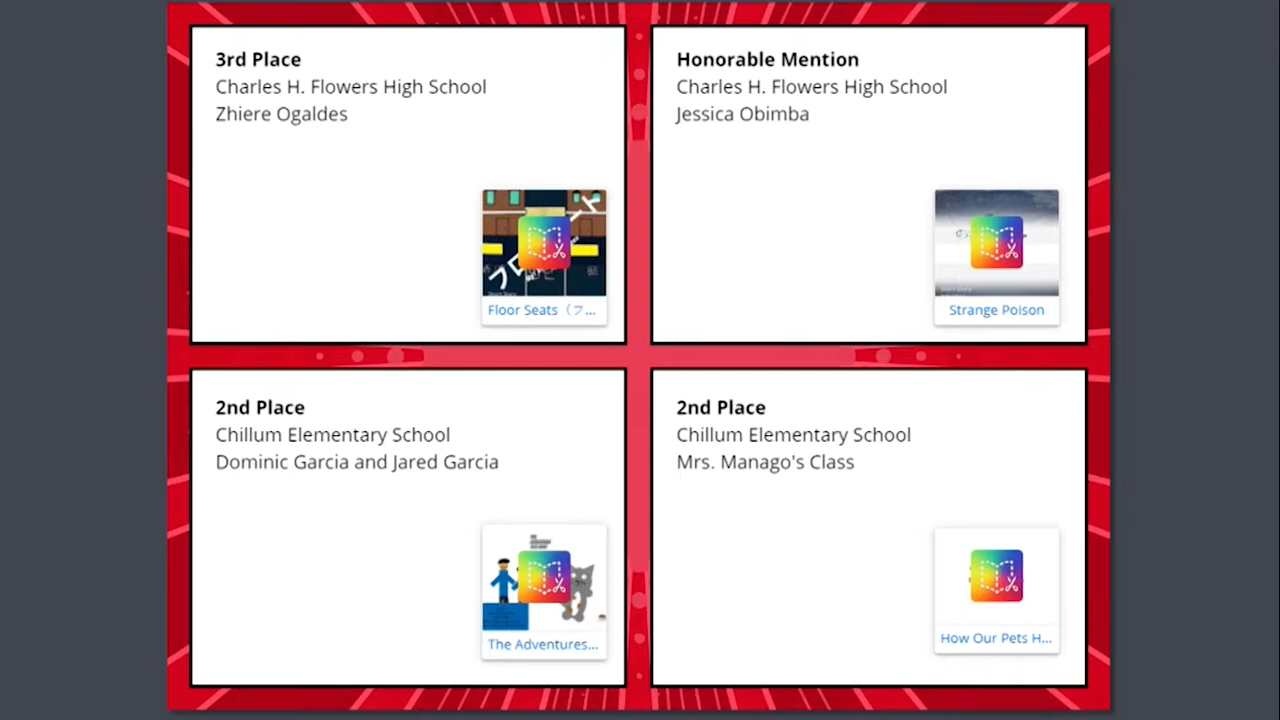 3rd Place
Charles H. Flowers High School
Zhiere Ogaldes
Floor Seats（フ...
Honorable Mention
Charles H. Flowers High School
Jessica Obimba
Strange Poison
2nd Place
Chillum Elementary School
Dominic Garcia and Jared Garcia
The Adventures...
2nd Place
Chillum Elementary School
Mrs. Manago's Class
How Our Pets H...